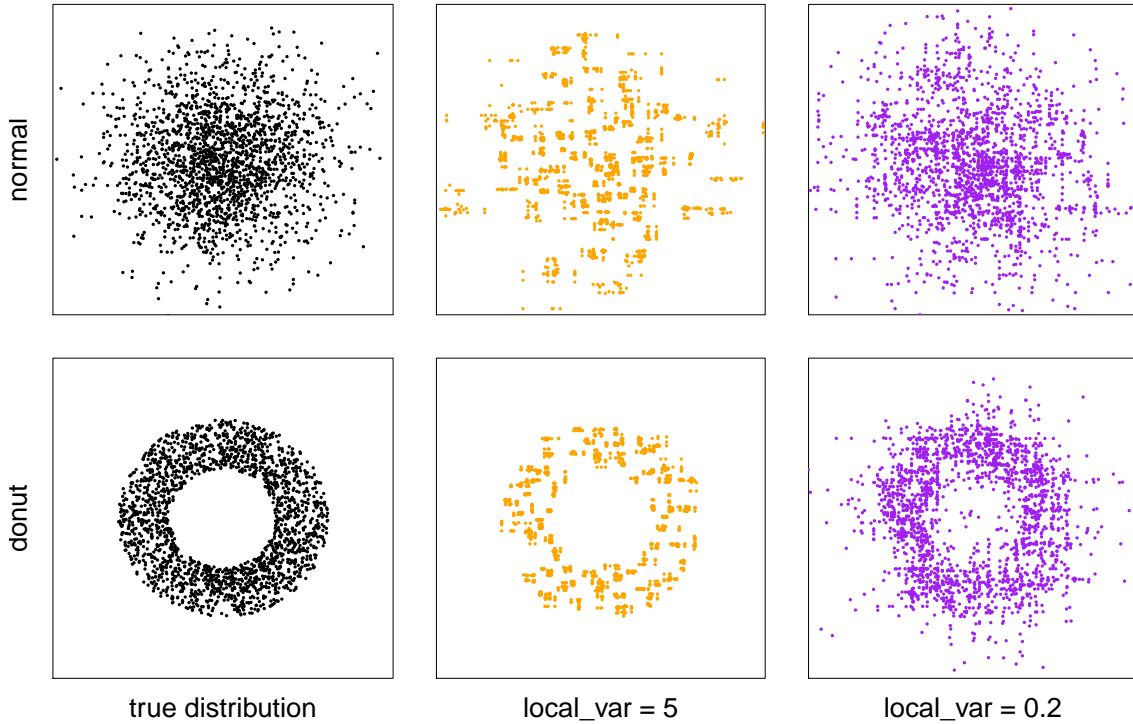 normal
donut
true distribution
local_var = 5
local_var = 0.2